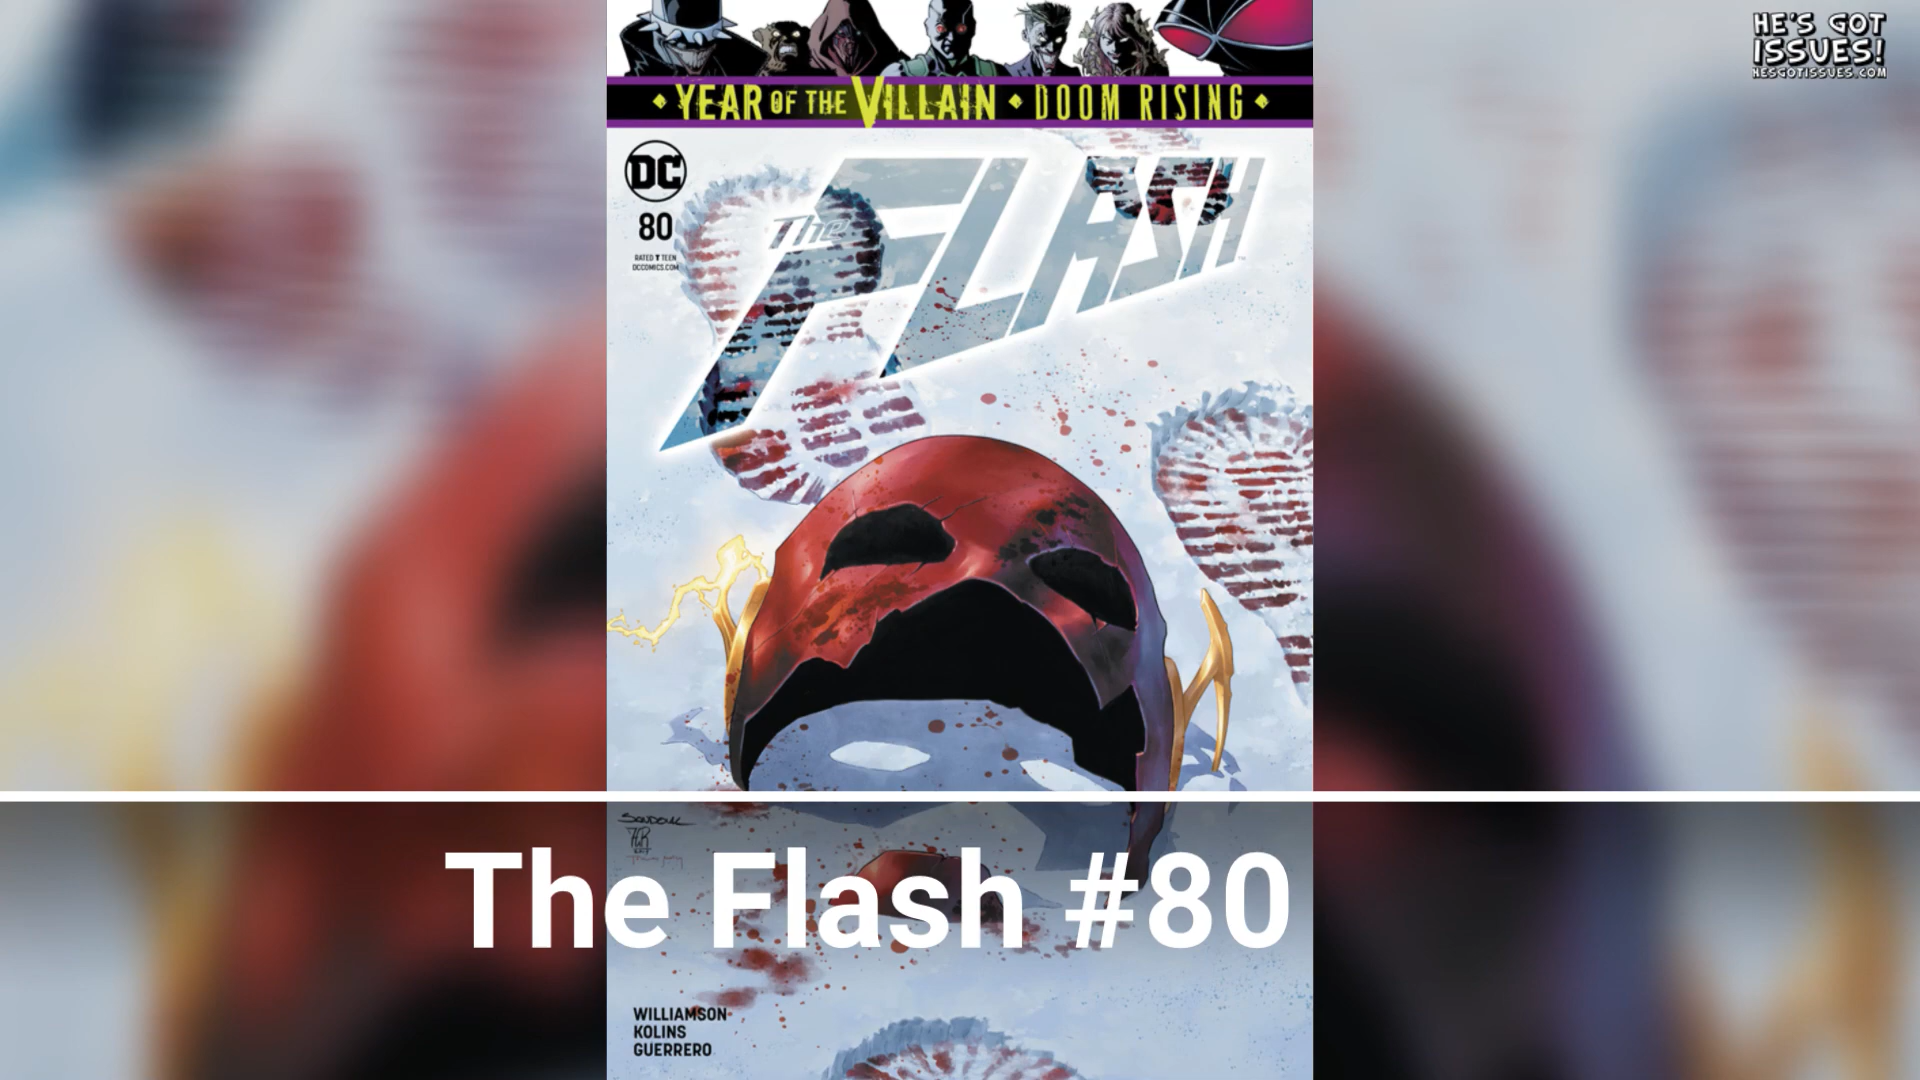 HE'S GOT
ISSUES!
HESGOTISSUES.COM
YEAR OF THE VILLAIN • DOOM RISING
DC
80
RATED T TEEN
DCCOMICS.COM
The FLASH
SANDOVAL
The Flash #80
WILLIAMSON
KOLINS
GUERRERO